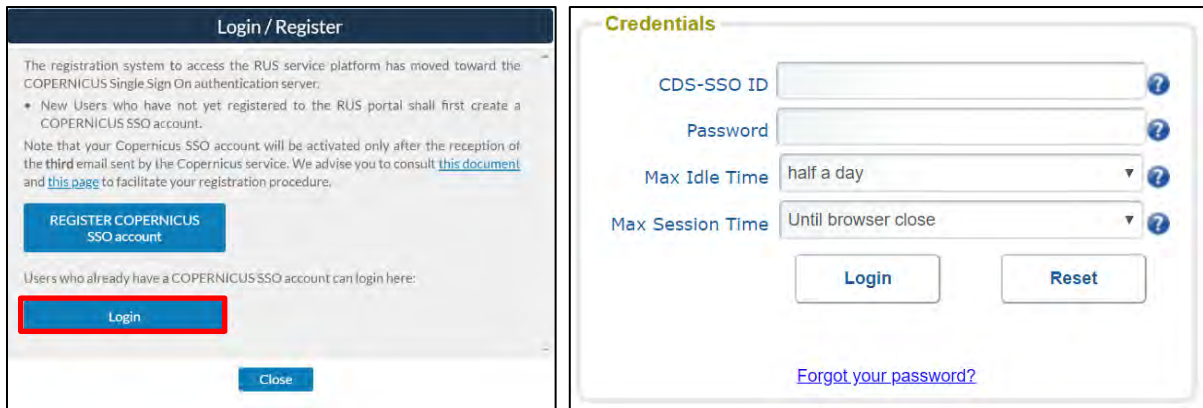 Login / Register
The registration system to access the RUS service platform has moved toward the
COPERNICUS Single Sign On authentication server.
• New Users who have not yet registered to the RUS portal shall first create a
COPERNICUS SSO account.
Note that your Copernicus SSO account will be activated only after the reception of
the third email sent by the Copernicus service. We advise you to consult this document
and this page to facilitate your registration procedure.
REGISTER COPERNICUS
SSO account
Users who already have a COPERNICUS SSO account can login here:
Login
Close
Credentials
CDS-SSO ID ?
Password ?
Max Idle Time half a day ?
Max Session Time Until browser close ?
Login Reset
Forgot your password?